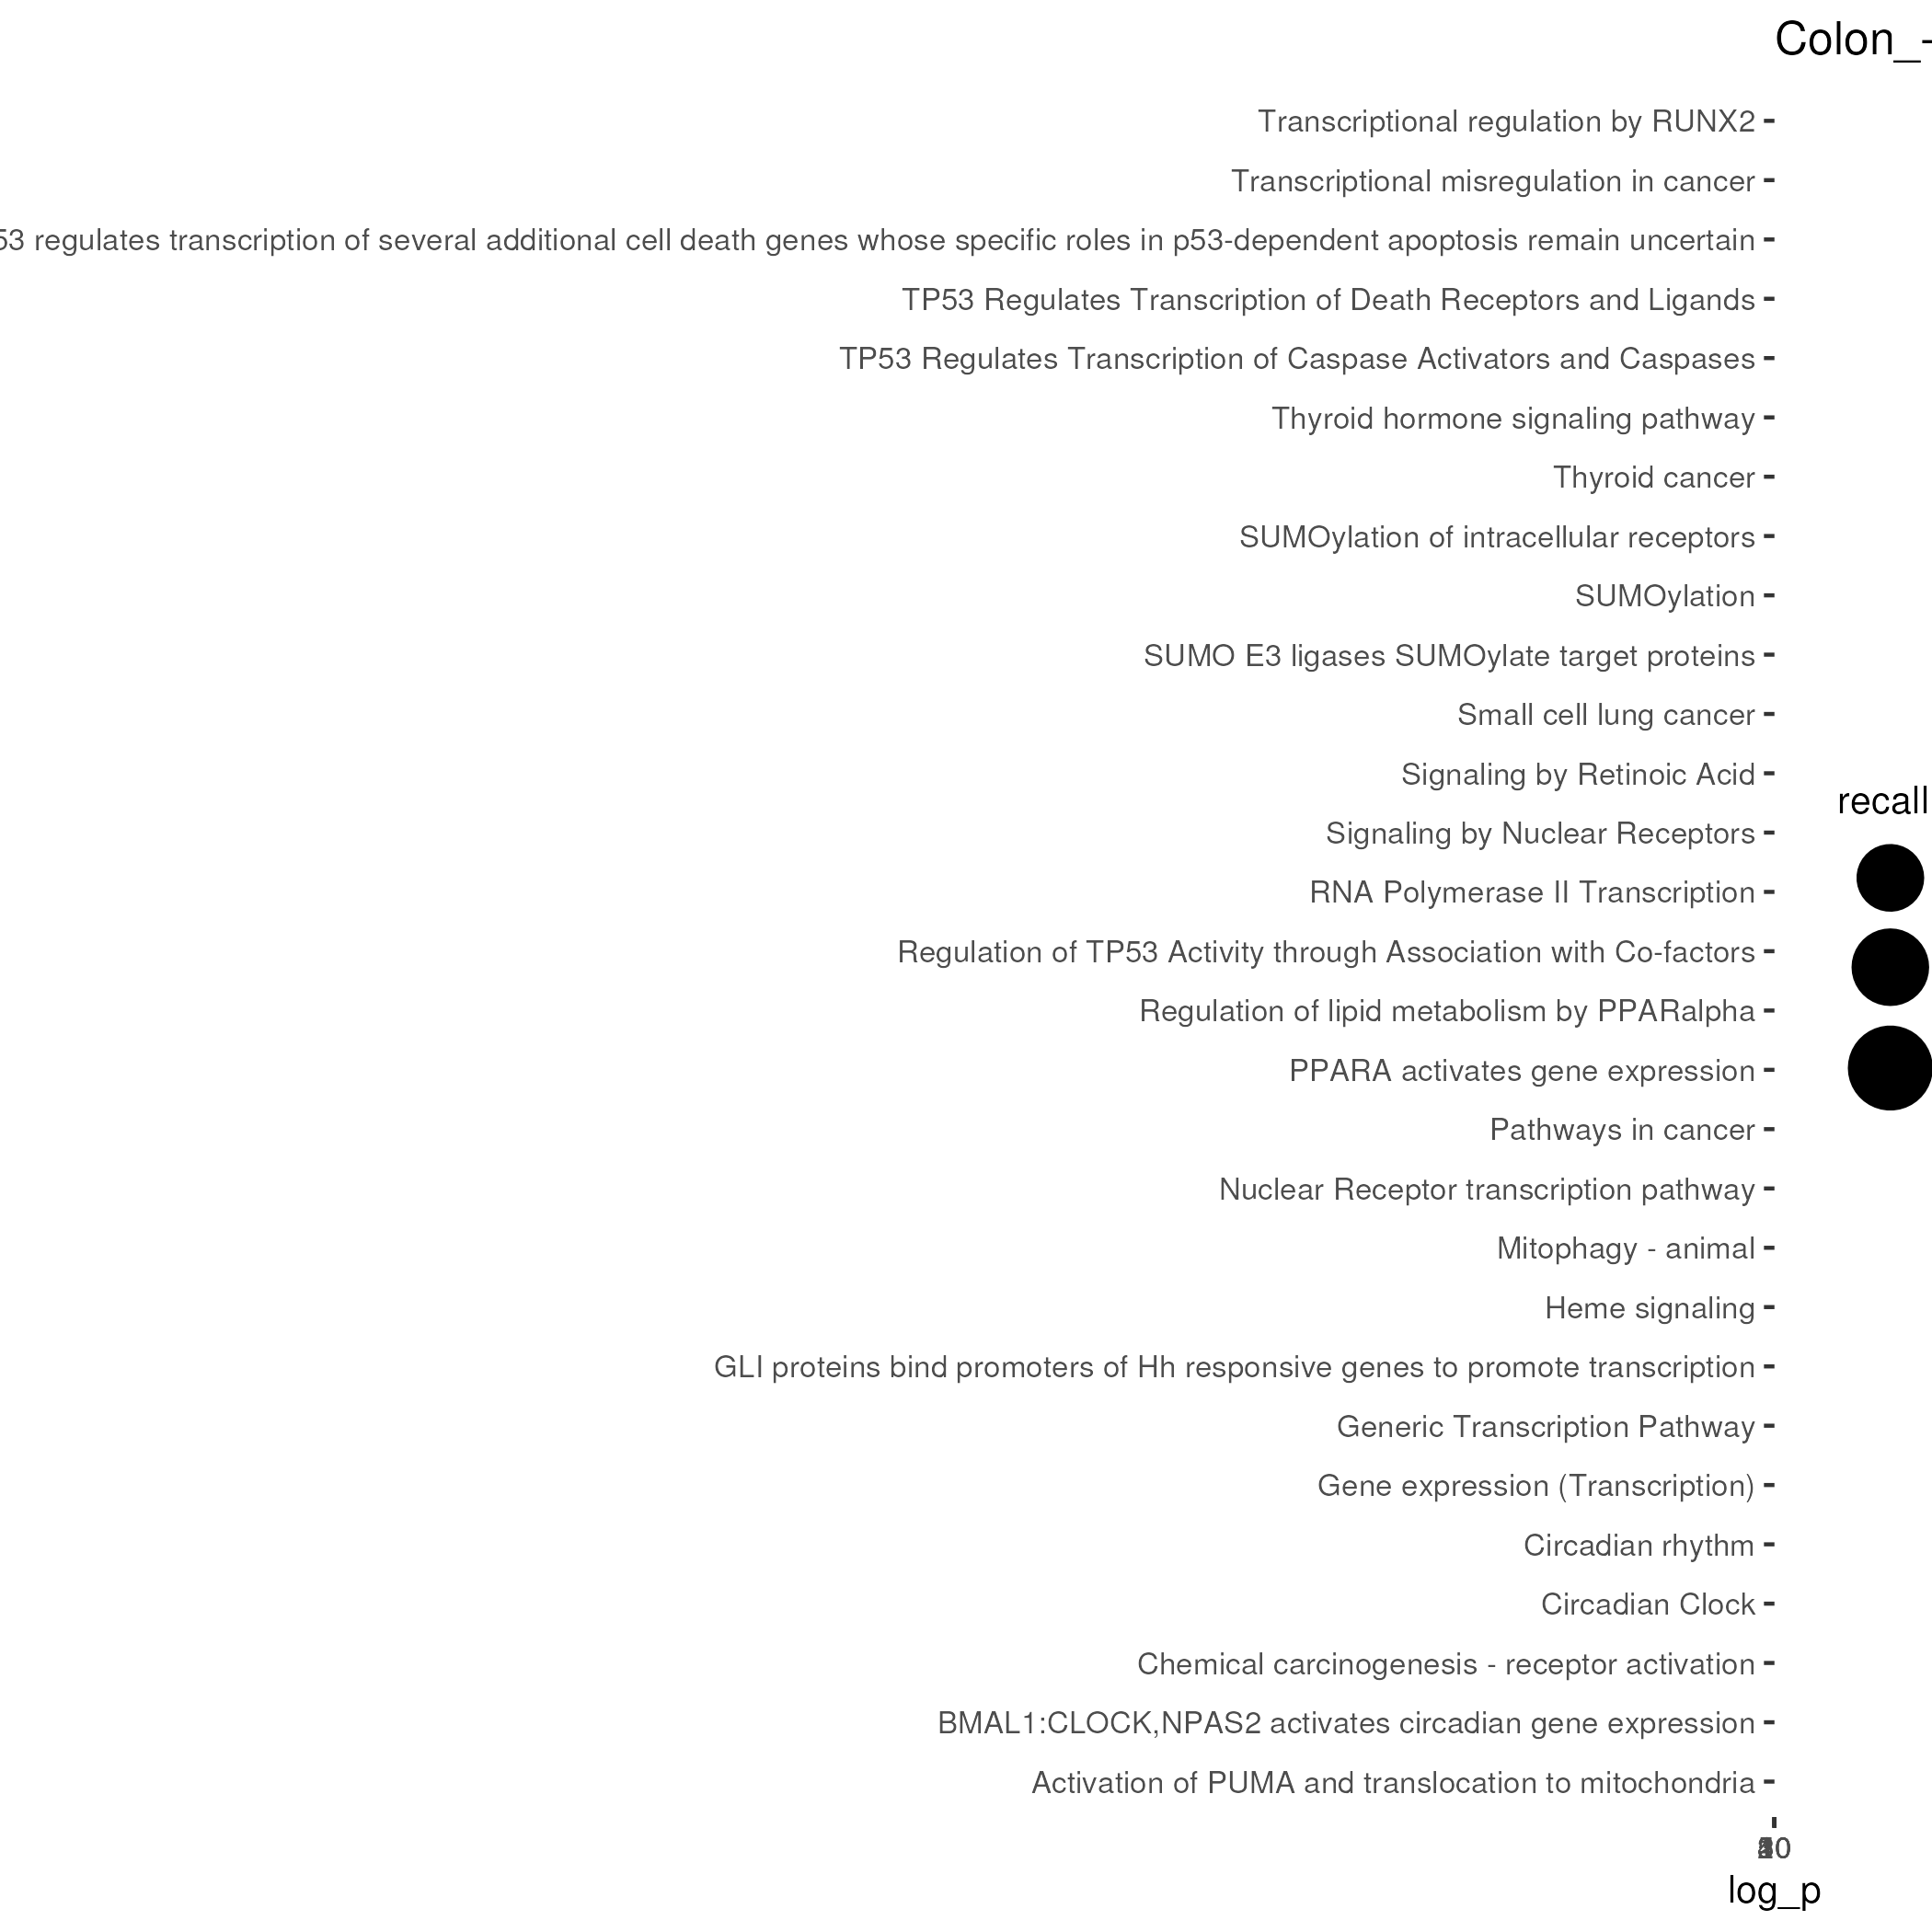 Colon_-
Transcriptional regulation by RUNX2
Transcriptional misregulation in cancer
53 regulates transcription of several additional cell death genes whose specific roles in p53-dependent apoptosis remain uncertain
TP53 Regulates Transcription of Death Receptors and Ligands
TP53 Regulates Transcription of Caspase Activators and Caspases
Thyroid hormone signaling pathway
Thyroid cancer
SUMOylation of intracellular receptors
SUMOylation
SUMO E3 ligases SUMOylate target proteins
Small cell lung cancer
Signaling by Retinoic Acid
Signaling by Nuclear Receptors
recall
RNA Polymerase II Transcription
Regulation of TP53 Activity through Association with Co-factors
Regulation of lipid metabolism by PPARalpha
PPARA activates gene expression
Pathways in cancer
Nuclear Receptor transcription pathway
Mitophagy - animal
Heme signaling
GLI proteins bind promoters of Hh responsive genes to promote transcription
Generic Transcription Pathway
Gene expression (Transcription)
Circadian rhythm
Circadian Clock
Chemical carcinogenesis - receptor activation
BMAL1:CLOCK,NPAS2 activates circadian gene expression
Activation of PUMA and translocation to mitochondria
log_p